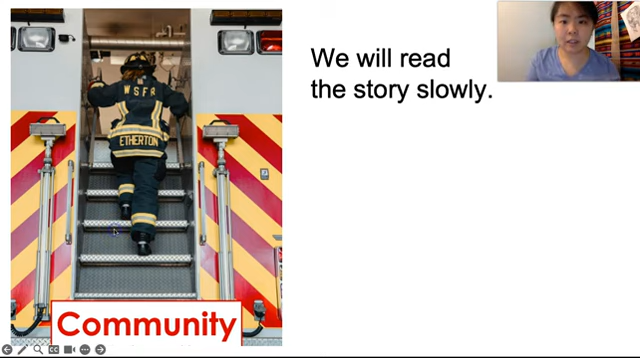 We will read
the story slowly.
WSFR
ETHERTON
Community